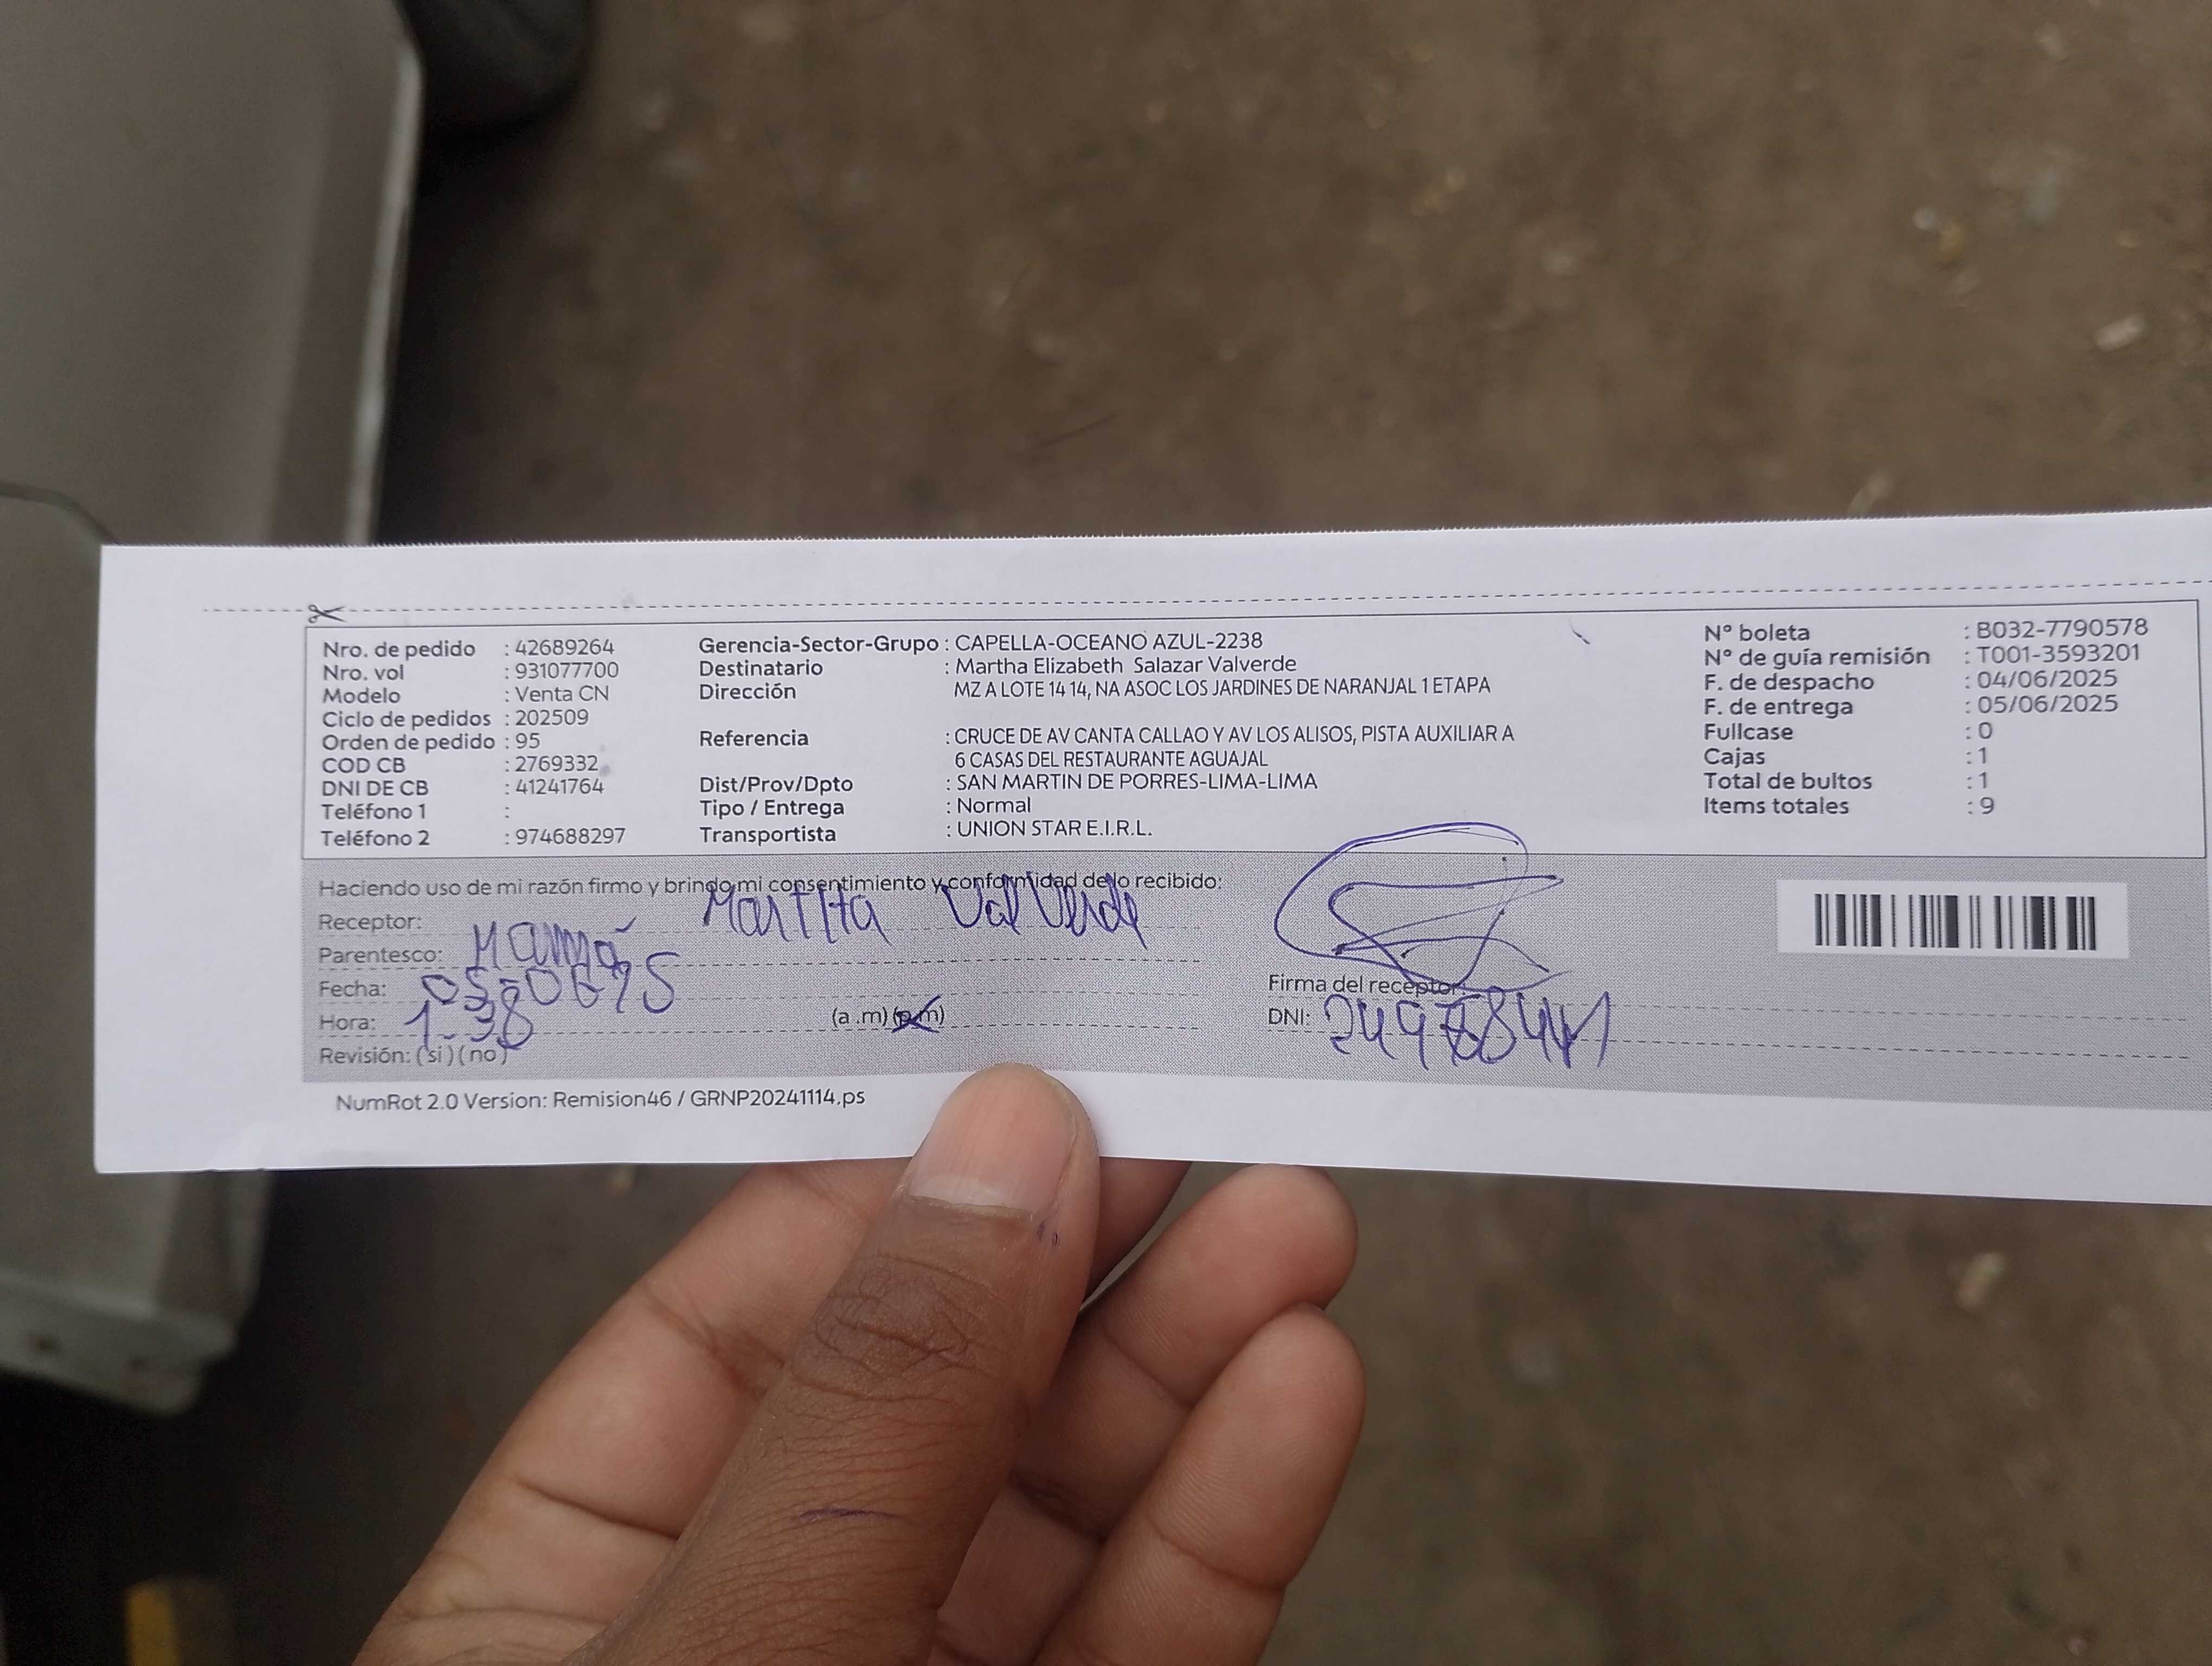 Nro. de pedido : 42689264
Nro. vol : 931077700
Modelo : Venta CN
Ciclo de pedidos : 202509
Orden de pedido : 95
COD CB : 2769332
DNI DE CB : 41241764
Teléfono 1 :
Teléfono 2 : 974688297
Gerencia-Sector-Grupo : CAPELLA-OCEANO AZUL-2238
Destinatario : Martha Elizabeth Salazar Valverde
Dirección MZ A LOTE 14 14, NA ASOC LOS JARDINES DE NARANJAL 1 ETAPA
Referencia : CRUCE DE AV CANTA CALLAO Y AV LOS ALISOS, PISTA AUXILIAR A
6 CASAS DEL RESTAURANTE AGUAJAL
Dist/Prov/Dpto : SAN MARTIN DE PORRES-LIMA-LIMA
Tipo / Entrega : Normal
Transportista : UNION STAR E.I.R.L.
N° boleta : B032-7790578
N° de guía remisión : T001-3593201
F. de despacho : 04/06/2025
F. de entrega : 05/06/2025
Fullcase : 0
Cajas : 1
Total de bultos : 1
Items totales : 9
Haciendo uso de mi razón firmo y brindo mi consentimiento y conformidad de lo recibido:
Receptor: Valverde
Parentesco: Mamá
Fecha:
Hora: 1-38 (a .m) (p.m)
Revisión: (si) (no)
Firma del receptor:
DNI:
NumRot 2.0 Version: Remision46 / GRNP20241114.ps